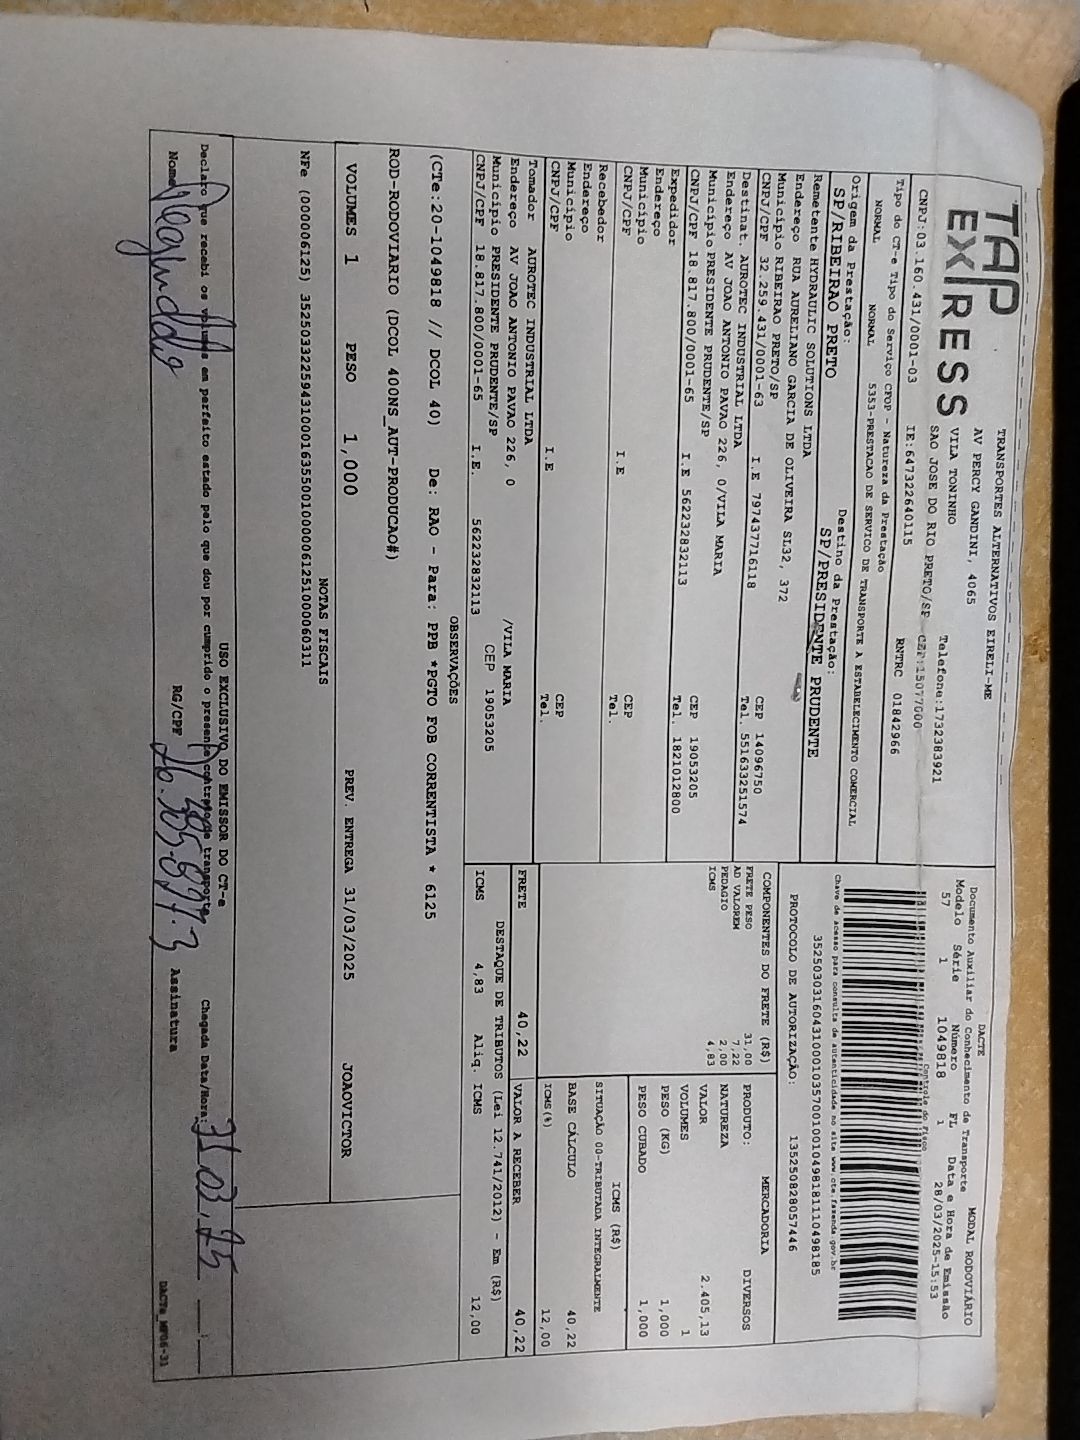 TAP
EXPRESS
TRANSPORTES ALTERNATIVOS EIRELI-ME
AV PERCY GANDINI, 4065
VILA TONINHO Telefone:1732383921
SAO JOSE DO RIO PRETO/SP CEP:15077000
CNPJ:03.160.431/0001-03 IE:647322640115 RNTRC 01842966
Tipo do CT-e Tipo do Serviço CFOP - Natureza da Prestação
NORMAL NORMAL 5353-PRESTACAO DE SERVICO DE TRANSPORTE A ESTABELECIMENTO COMERCIAL
Origem da Prestação: Destino da Prestação:
SP/RIBEIRAO PRETO SP/PRESIDENTE PRUDENTE
Remetente HYDRAULIC SOLUTIONS LTDA
Endereço RUA AURELIANO GARCIA DE OLIVEIRA SL32, 372
Município RIBEIRAO PRETO/SP CEP 14096750
CNPJ/CPF 32.259.431/0001-63 I.E 797437716118 Tel. 551633251574
Destinat. AUROTEC INDUSTRIAL LTDA
Endereço AV JOAO ANTONIO PAVAO 226, 0/VILA MARIA
Município PRESIDENTE PRUDENTE/SP CEP 19053205
CNPJ/CPF 18.817.800/0001-65 I.E 562232832113 Tel. 1821012800
Expedidor
Endereço
Município CEP
CNPJ/CPF I.E Tel.
Recebedor
Endereço
Município CEP
CNPJ/CPF I.E Tel.
Tomador AUROTEC INDUSTRIAL LTDA
Endereço AV JOAO ANTONIO PAVAO 226, 0 /VILA MARIA
Município PRESIDENTE PRUDENTE/SP CEP 19053205
CNPJ/CPF 18.817.800/0001-65 I.E. 562232832113
DACTE MODAL RODOVIÁRIO
Documento Auxiliar do Conhecimento de Transporte
Modelo Série Número FL Data e Hora de Emissão
57 1 1049818 1 28/03/2025-15:53
Controle do Fisco
Chave de acesso para consulta de autenticidade no site www.cte.fazenda.gov.br
35250303160431000103570010010498181110498185
PROTOCOLO DE AUTORIZAÇÃO: 135250828057446
COMPONENTES DO FRETE (R$)
FRETE PESO 31,00
AD VALOREM 7,22
PEDAGIO 2,00
ICMS 4,83
MERCADORIA
PRODUTO: DIVERSOS
NATUREZA
VALOR 2.405,13
VOLUMES 1
PESO (KG) 1,000
PESO CUBADO 1,000
ICMS (R$)
SITUAÇÃO 00-TRIBUTADA INTEGRALMENTE
BASE CÁLCULO 40,22
ICMS(%) 12,00
FRETE 40,22 VALOR A RECEBER 40,22
DESTAQUE DE TRIBUTOS (Lei 12.741/2012) - Em (R$)
ICMS 4,83 Aliq. ICMS 12,00
OBSERVAÇÕES
(CTe:20-1049818 // DCOL 40) De: RAO - Para: PPB *PGTO FOB CORRENTISTA * 6125
ROD-RODOVIARIO (DCOL 400NS_AUT-PRODUCAO#)
VOLUMES 1 PESO 1,000 PREV. ENTREGA 31/03/2025 JOAOVICTOR
NOTAS FISCAIS
NFe (000006125) 35250332259431000163550010000061251000060311
USO EXCLUSIVO DO EMISSOR DO CT-e
Declaro que recebi os volumes em perfeito estado pelo que dou por cumprido o presente contrato de transporte. Chegada Data/Hora: 31 03, 25
Nome RG/CPF Assinatura
DACTe_MF06-31